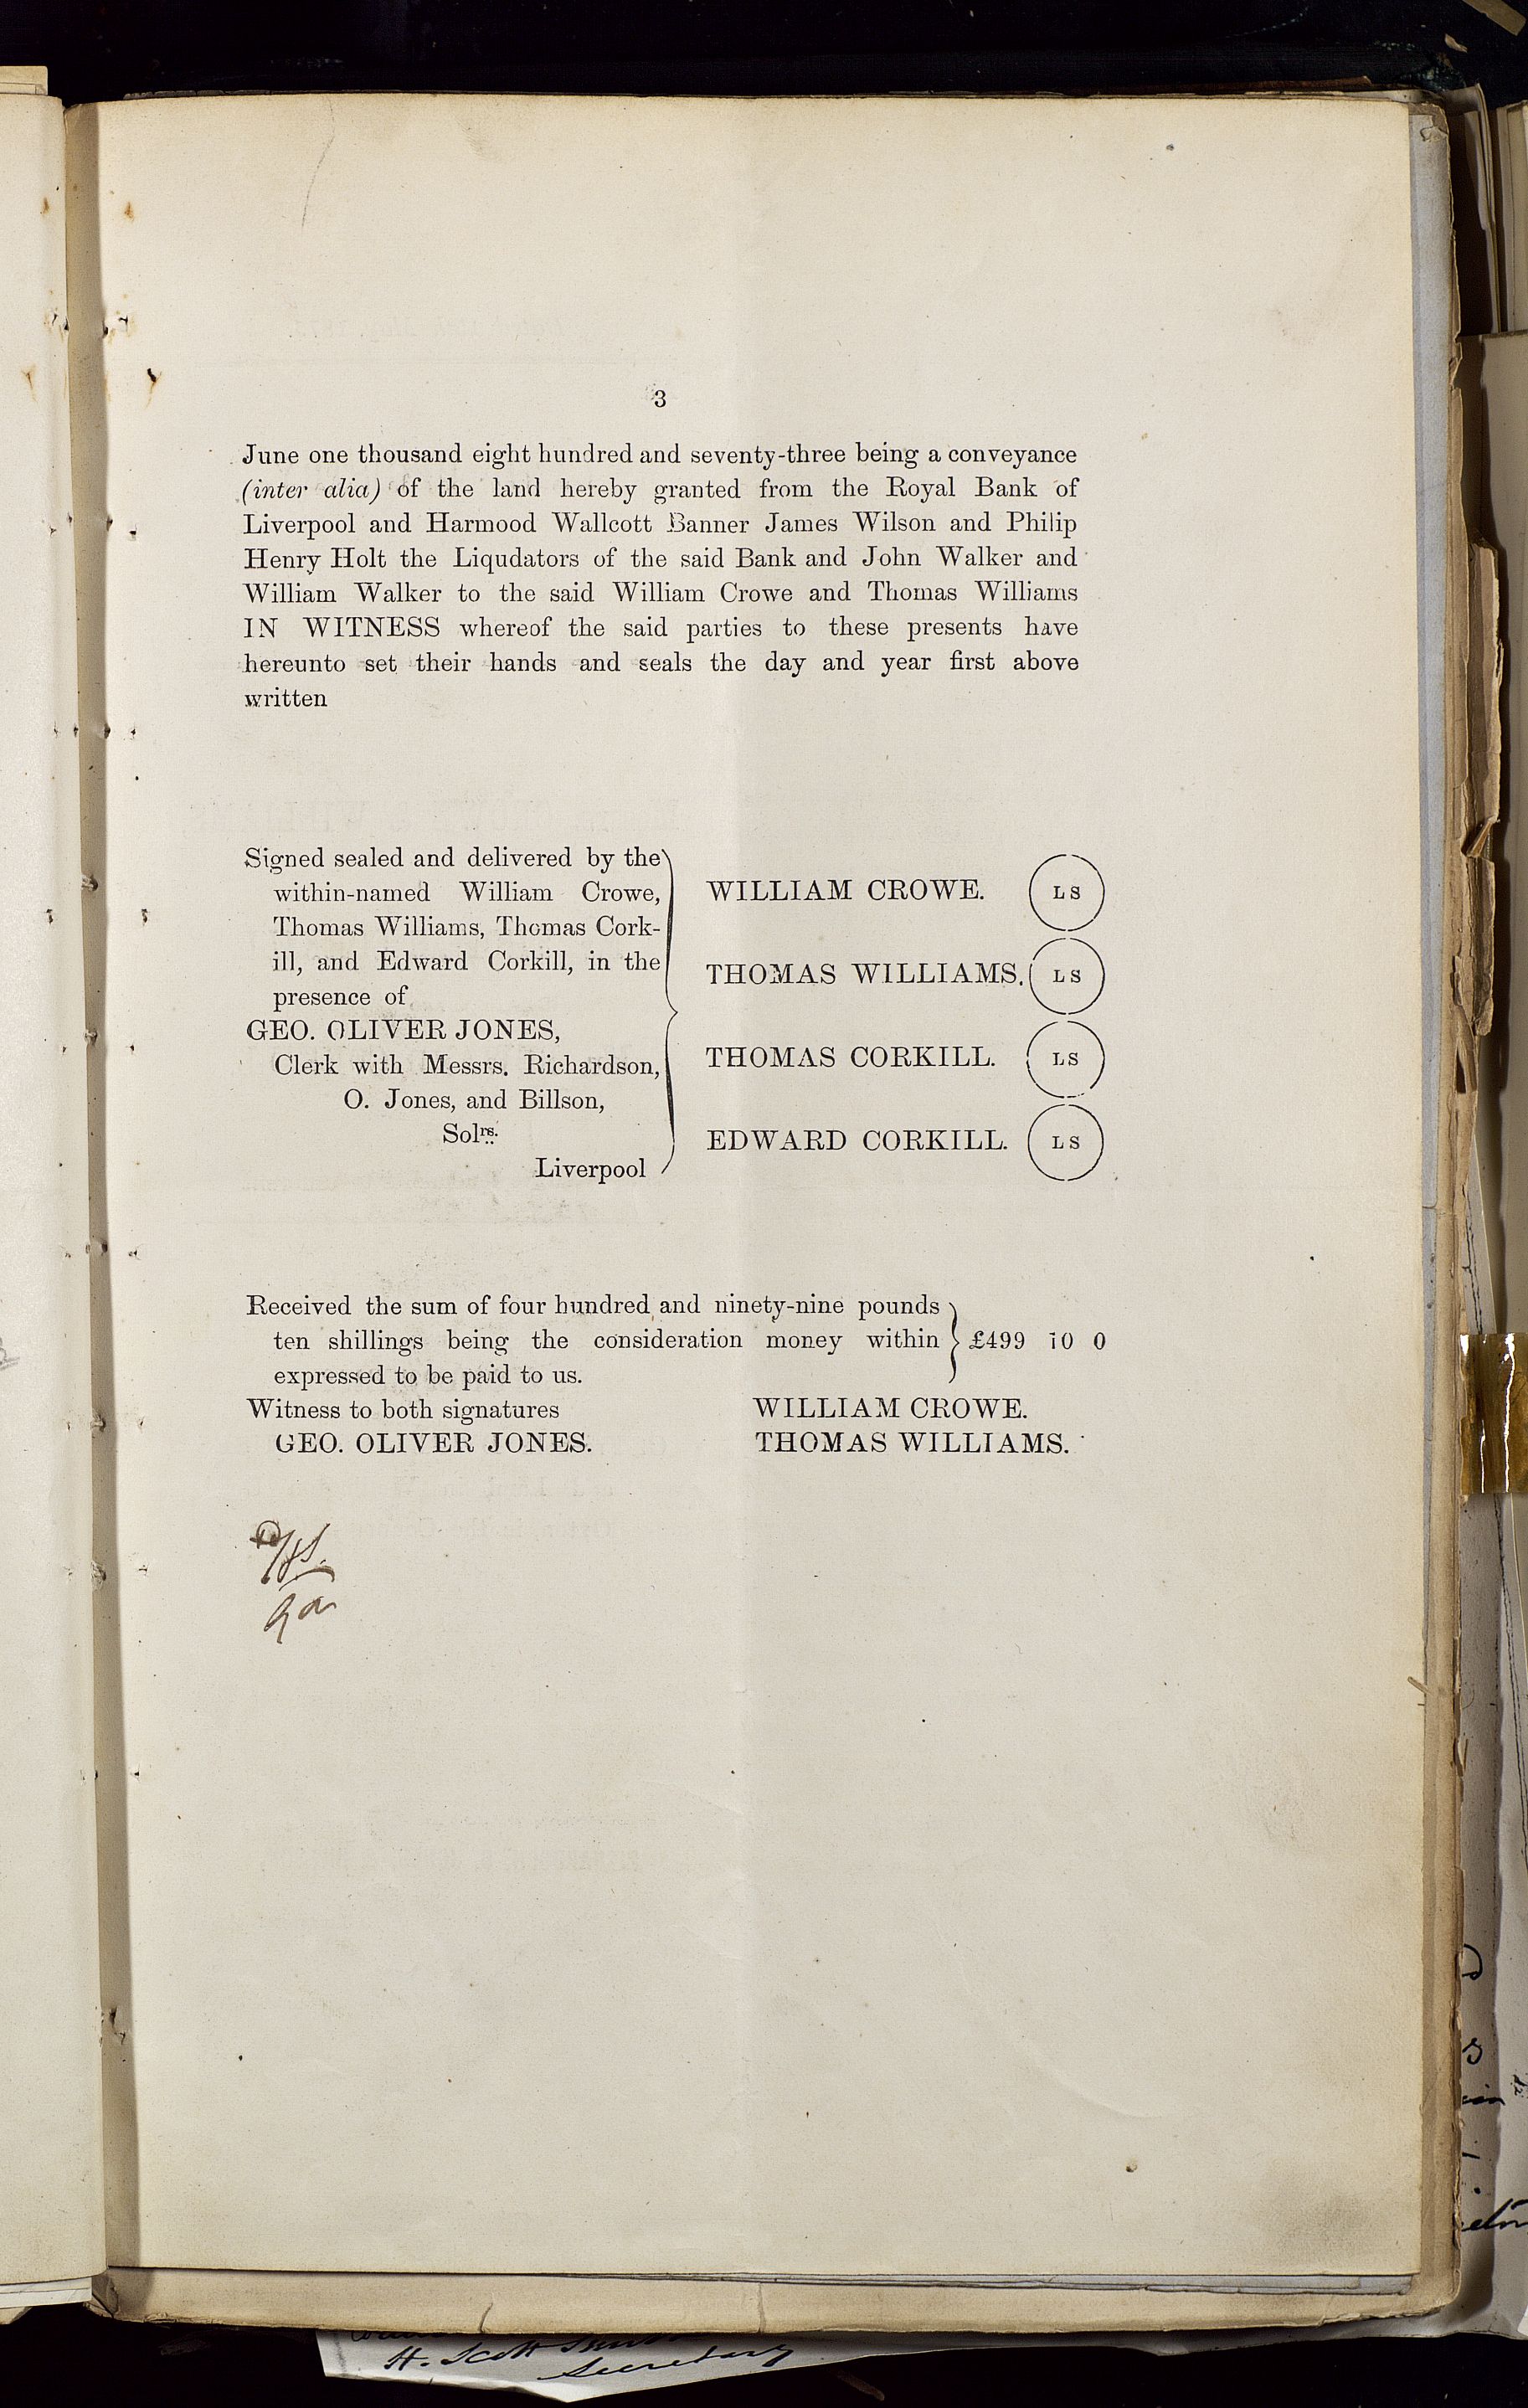 3
June one thousand eight hundred and seventy-three being a conveyance
(inter alia) of the land hereby granted from the Royal Bank of
Liverpool and Harmood Wallcott Banner James Wilson and Philip
Henry Holt the Liqudators of the said Bank and John Walker and
William Walker to the said William Crowe and Thomas Williams
IN WITNESS whereof the said parties to these presents have
hereunto set their hands and seals the day and year first above
written
Signed sealed and delivered by the
within-named William Crowe,
Thomas Williams, Thomas Cork-
ill, and Edward Corkill, in the
presence of
GEO. OLIVER JONES,
Clerk with Messrs. Richardson,
O. Jones, and Billson,
Solrs.
Liverpool
WILLIAM CROWE. L S
THOMAS WILLIAMS. L S
THOMAS CORKILL. L S
EDWARD CORKILL. L S
Received the sum of four hundred and ninety-nine pounds
ten shillings being the consideration money within £499 10 0
expressed to be paid to us.
Witness to both signatures WILLIAM CROWE.
GEO. OLIVER JONES. THOMAS WILLIAMS.
H. Scott
Secretary